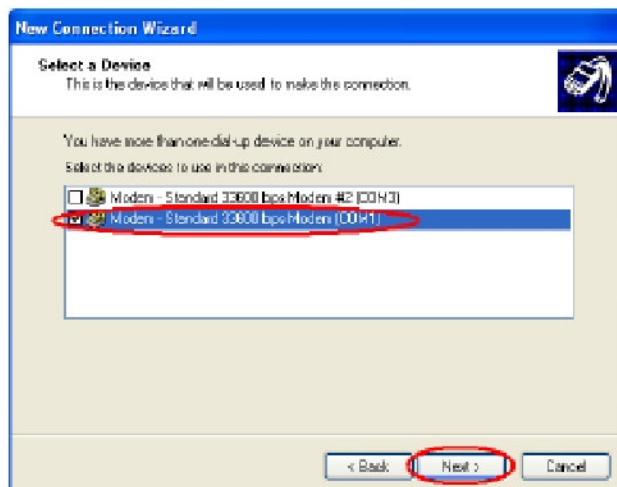 New Connection Wizard
Select a Device
This is the device that will be used to make the connection.
You have more than one dial-up device on your computer.
Select the devices to use in this connection:
Modem - Standard 33600 bps Modem #2 (COM3)
Modem - Standard 33600 bps Modem (COM1)
< Back
Next >
Cancel